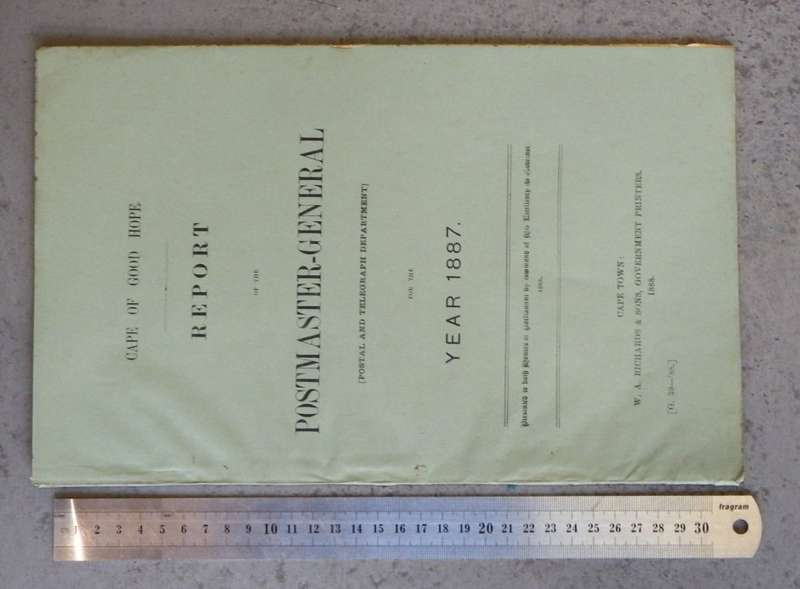 CAPE OF GOOD HOPE.
REPORT
OF THE
POSTMASTER-GENERAL
(POSTAL AND TELEGRAPH DEPARTMENT)
FOR THE
YEAR 1887.
Presented to both Houses of Parliament by command of His Excellency the Governor
1888.
CAPE TOWN:
W. A. RICHARDS & SONS, GOVERNMENT PRINTERS.
1888.
[G. 39—'88.]
1 2 3 4 5 6 7 8 9 10 11 12 13 14 15 16 17 18 19 20 21 22 23 24 25 26 27 28 29 30
fragram